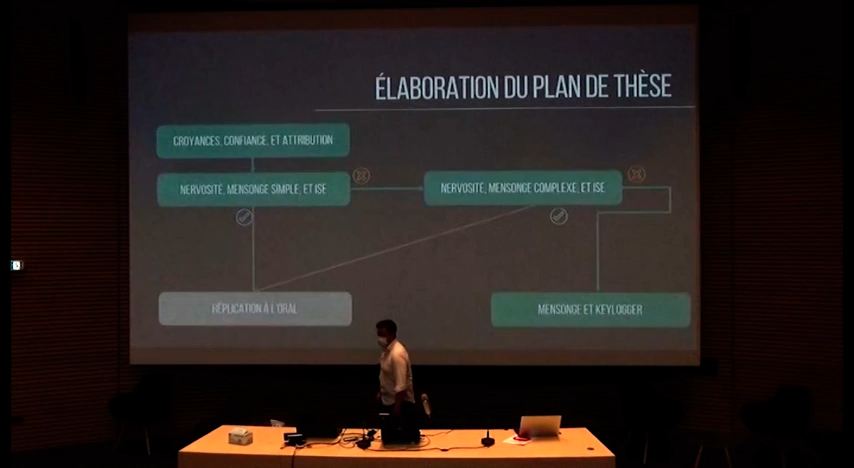 ÉLABORATION DU PLAN DE THÈSE
CROYANCES, CONFIANCE, ET ATTRIBUTION
NERVOSITÉ, MENSONGE SIMPLE, ET ISE
NERVOSITÉ, MENSONGE COMPLEXE, ET ISE
RÉPLICATION À L'ORAL
MENSONGE ET KEYLOGGER